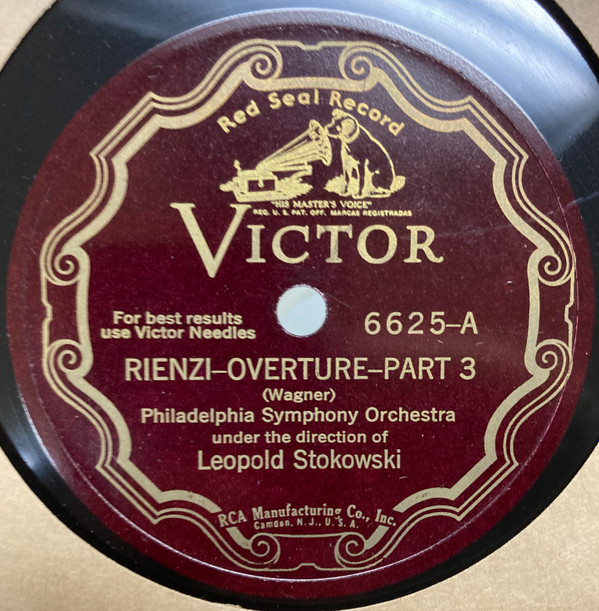 Red Seal Record
"HIS MASTER'S VOICE"
REG. U. S. PAT. OFF. MARCAS REGISTRADAS
VICTOR
For best results
use Victor Needles
6625–A
RIENZI–OVERTURE–PART 3
(Wagner)
Philadelphia Symphony Orchestra
under the direction of
Leopold Stokowski
RCA Manufacturing Co., Inc.
Camden, N. J., U. S. A.